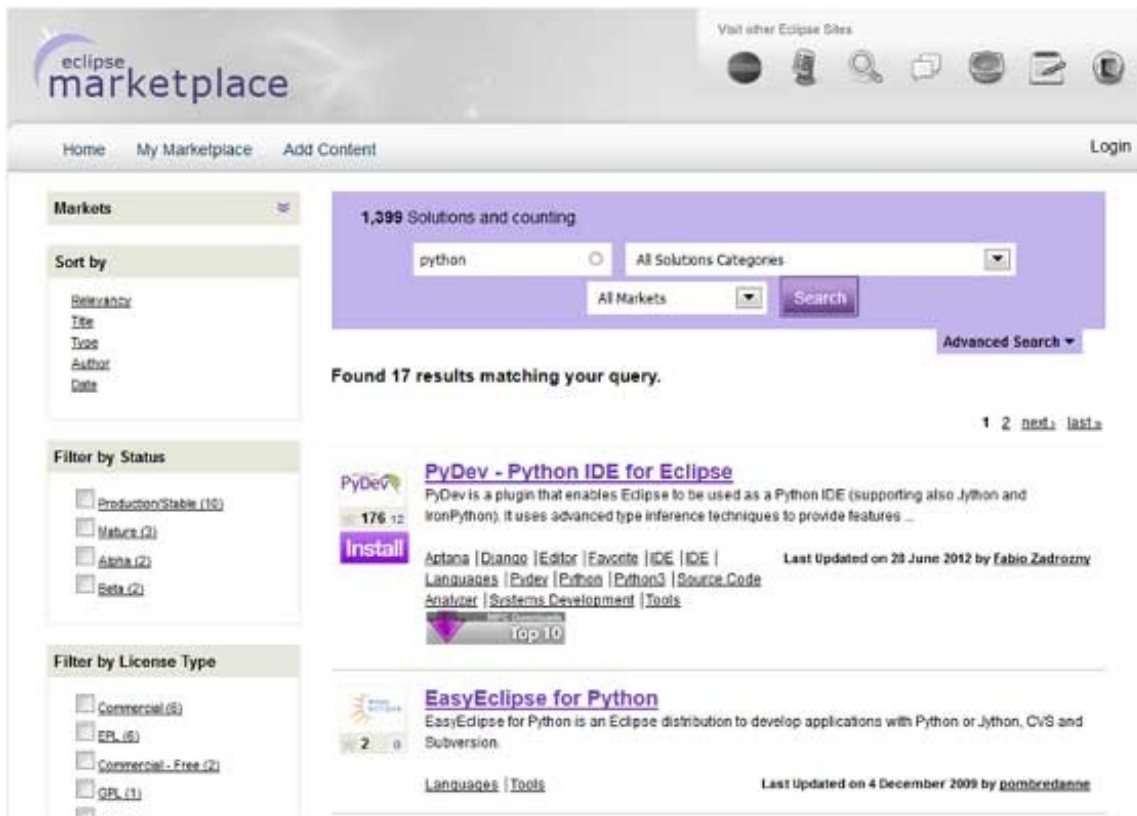 Visit other Eclipse Sites
eclipse
marketplace
Home My Marketplace Add Content
Login
Markets
Sort by
Relevancy
Title
Type
Author
Date
Filter by Status
Production/Stable (10)
Mature (3)
Alpha (2)
Beta (2)
Filter by License Type
Commercial (6)
EPL (6)
Commercial - Free (2)
GPL (1)
1,399 Solutions and counting.
python
All Solutions Categories
All Markets
Search
Advanced Search
Found 17 results matching your query.
1 2 next › last »
PyDev
176 12
Install
PyDev - Python IDE for Eclipse
PyDev is a plugin that enables Eclipse to be used as a Python IDE (supporting also Jython and
IronPython). It uses advanced type inference techniques to provide features ...
Aptana | Django | Editor | Favorite | IDE | IDE |
Languages | Pydev | Python | Python3 | Source Code
Analyzer | Systems Development | Tools
Last Updated on 28 June 2012 by Fabio Zadrozny
Top 10
2 0
EasyEclipse for Python
EasyEclipse for Python is an Eclipse distribution to develop applications with Python or Jython, CVS and
Subversion.
Languages | Tools
Last Updated on 4 December 2009 by pombredanne